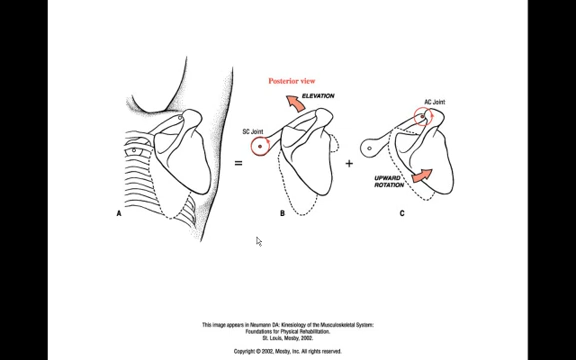 Posterior view
ELEVATION
AC Joint
SC Joint
=
+
UPWARD
ROTATION
A
B
C
This image appears in Neumann DA: Kinesiology of the Musculoskeletal System:
Foundations for Physical Rehabilitation.
St. Louis, Mosby, 2002.
Copyright © 2002, Mosby, Inc. All rights reserved.